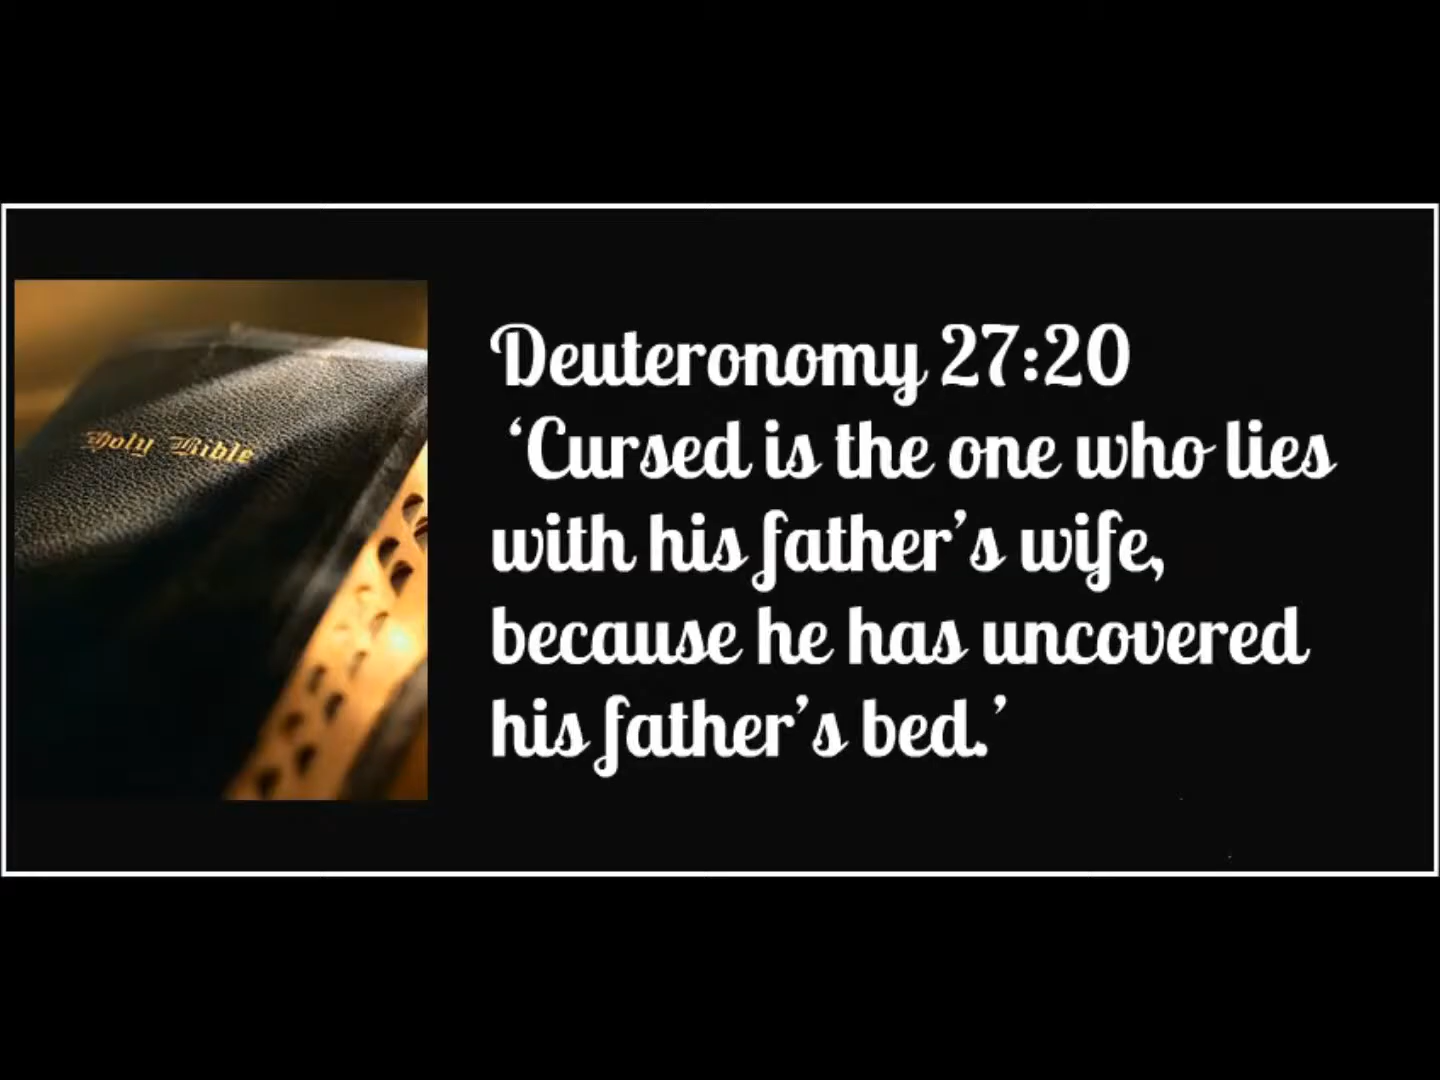 Holy Bible
Deuteronomy 27:20
‘Cursed is the one who lies
with his father’s wife,
because he has uncovered
his father’s bed.’